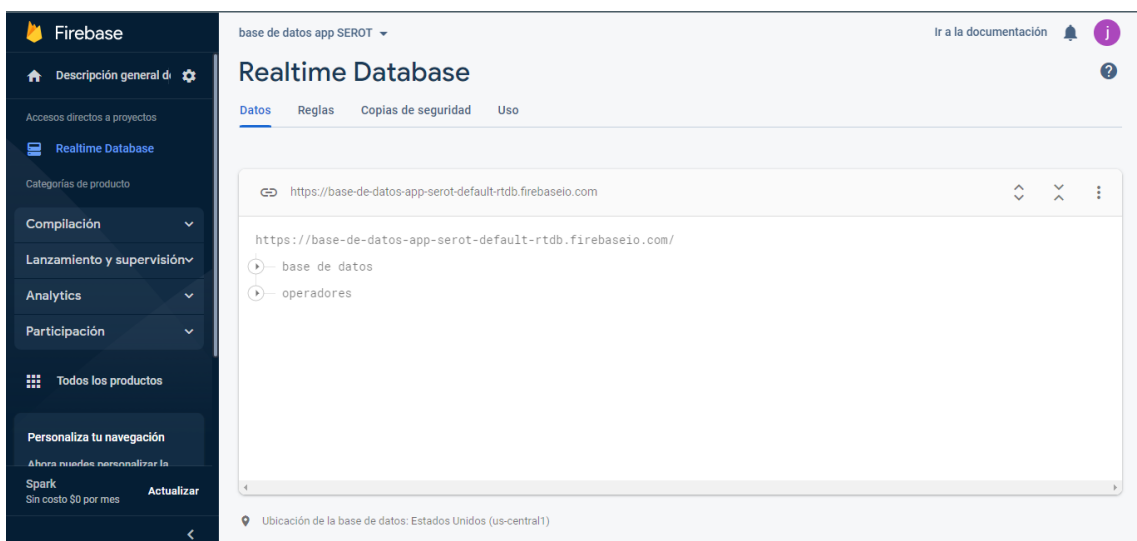 Firebase
Descripción general de
Accesos directos a proyectos
Realtime Database
Categorías de producto
Compilación
Lanzamiento y supervisión
Analytics
Participación
Todos los productos
Personaliza tu navegación
Ahora puedes personalizar la
Spark
Sin costo $0 por mes
Actualizar
base de datos app SEROT
Ir a la documentación
j
Realtime Database
Datos Reglas Copias de seguridad Uso
https://base-de-datos-app-serot-default-rtdb.firebaseio.com
https://base-de-datos-app-serot-default-rtdb.firebaseio.com/
base de datos
operadores
Ubicación de la base de datos: Estados Unidos (us-central1)